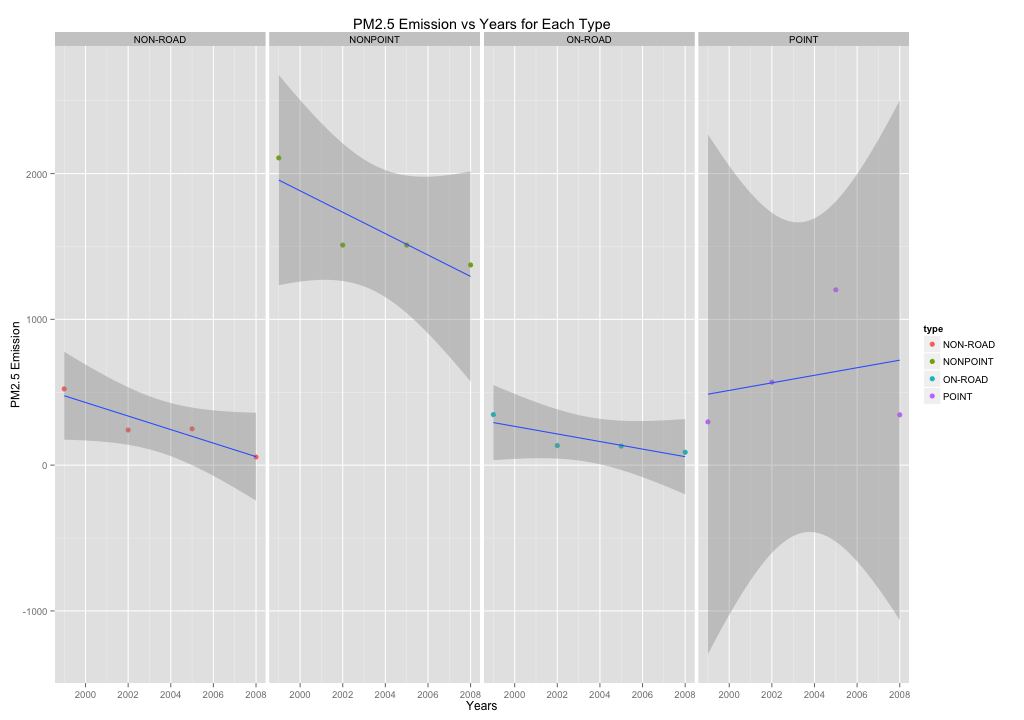 PM2.5 Emission vs Years for Each Type
NON-ROAD NONPOINT ON-ROAD POINT
2000
1000
0
-1000
PM2.5 Emission
2000 2002 2004 2006 2008 2000 2002 2004 2006 2008 2000 2002 2004 2006 2008 2000 2002 2004 2006 2008
Years
type
NON-ROAD
NONPOINT
ON-ROAD
POINT